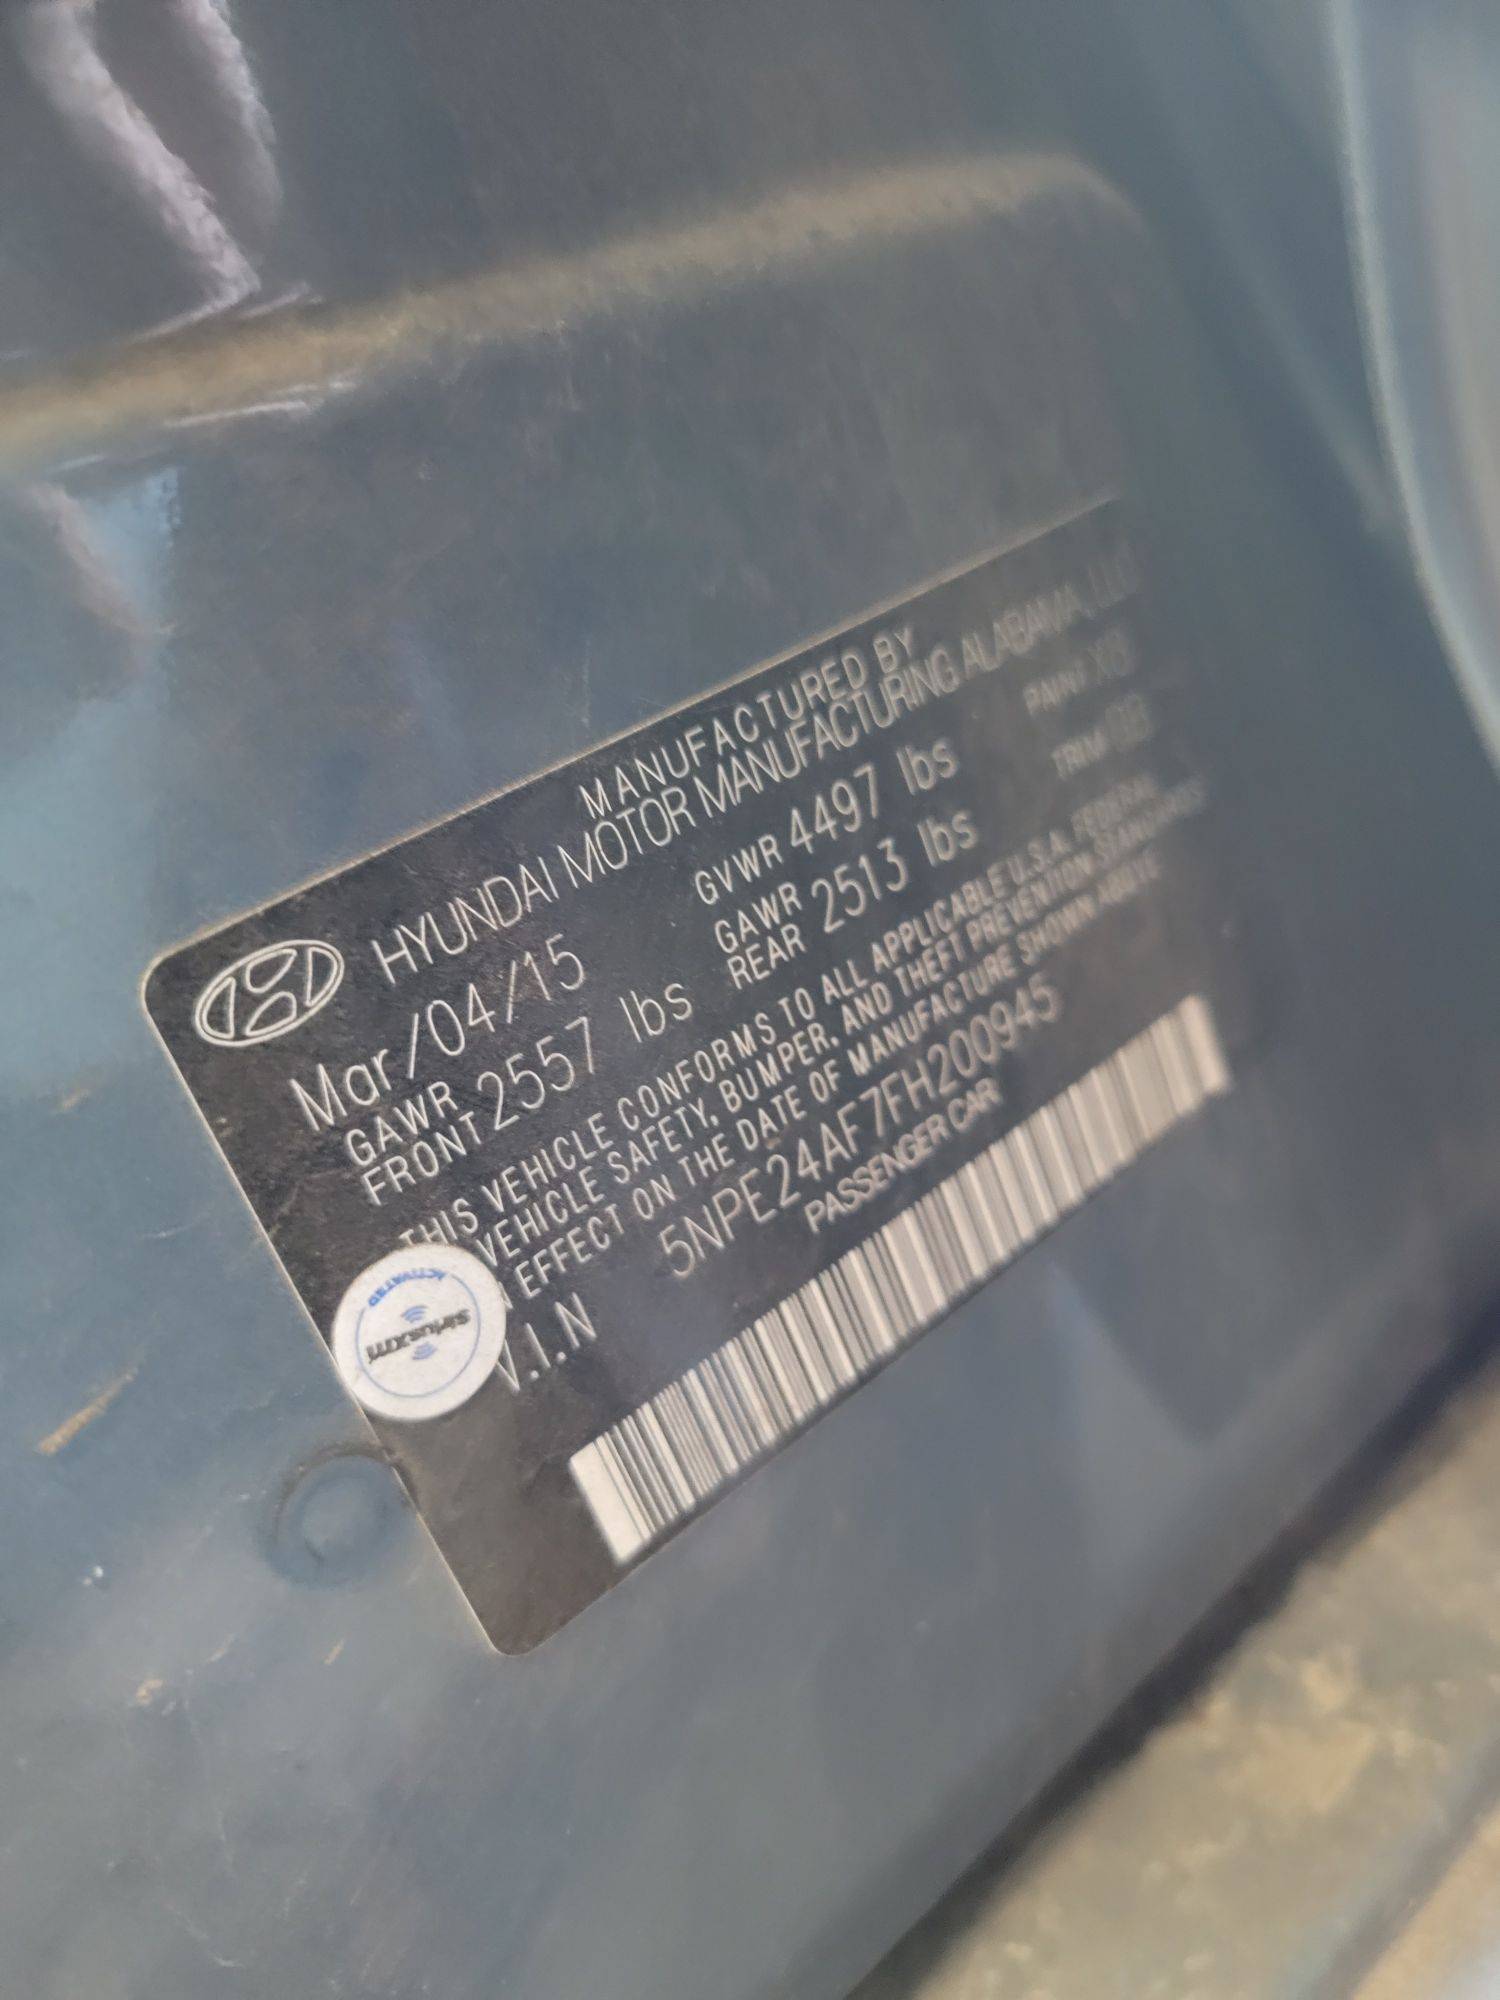 MANUFACTURED BY
HYUNDAI MOTOR MANUFACTURING ALABAMA, LLC
Mar/04/15 GVWR 4497 lbs PAINT
GAWR FRONT 2557 lbs GAWR REAR 2513 lbs TRIM
THIS VEHICLE CONFORMS TO ALL APPLICABLE U.S.A. FEDERAL
VEHICLE SAFETY, BUMPER, AND THEFT PREVENTION STANDARDS
EFFECT ON THE DATE OF MANUFACTURE SHOWN ABOVE
V.I.N 5NPE24AF7FH200945
PASSENGER CAR
siriusxm
ACTIVATED